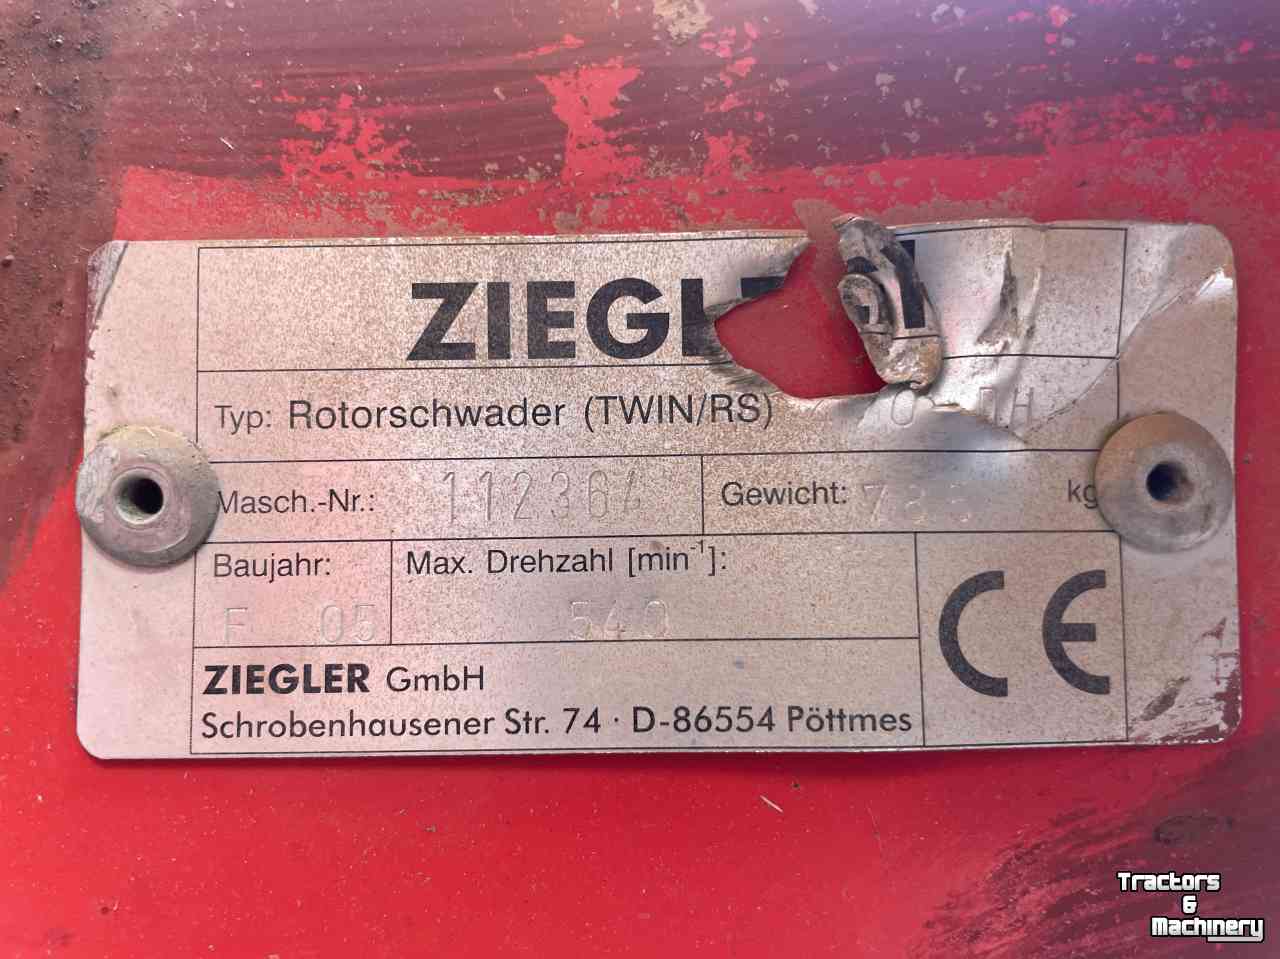 ZIEGL
Typ: Rotorschwader (TWIN/RS) DH
Masch.-Nr.: 112364 Gewicht: kg
Baujahr: Max. Drehzahl [min⁻¹]:
F 05 540
CE
ZIEGLER GmbH
Schrobenhausener Str. 74 · D-86554 Pöttmes
Tractors
&
Machinery